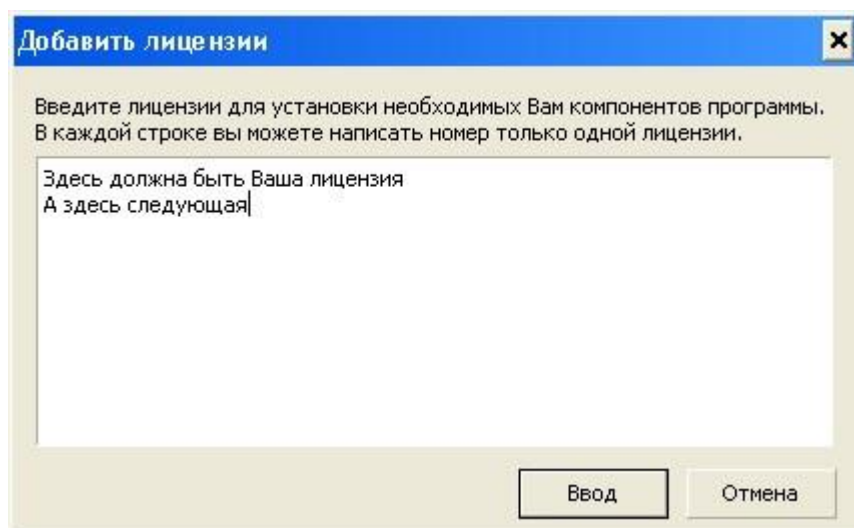 Добавить лицензии
Введите лицензии для установки необходимых Вам компонентов программы.
В каждой строке вы можете написать номер только одной лицензии.
Здесь должна быть Ваша лицензия
А здесь следующая
Ввод
Отмена